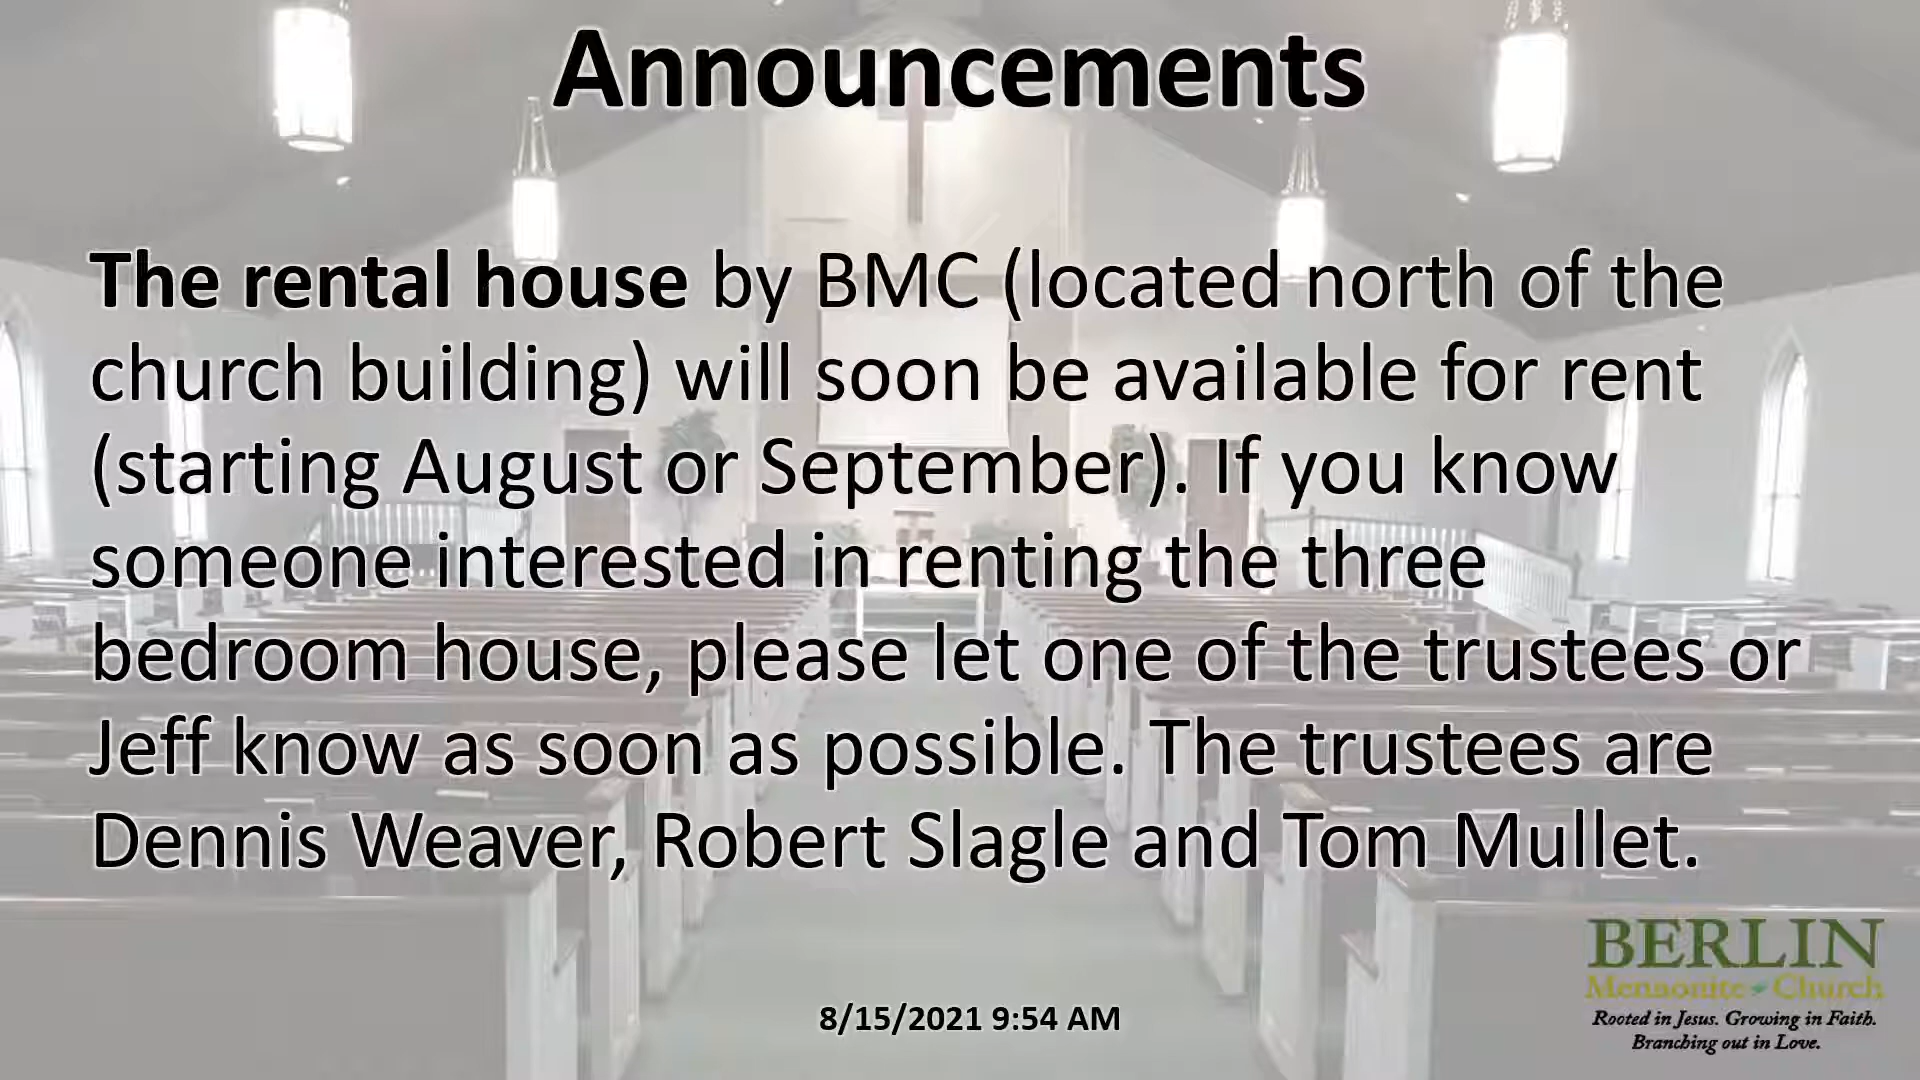 Announcements
The rental house by BMC (located north of the
church building) will soon be available for rent
(starting August or September). If you know
someone interested in renting the three
bedroom house, please let one of the trustees or
Jeff know as soon as possible. The trustees are
Dennis Weaver, Robert Slagle and Tom Mullet.
8/15/2021 9:54 AM
BERLIN
Mennonite Church
Rooted in Jesus. Growing in Faith.
Branching out in Love.